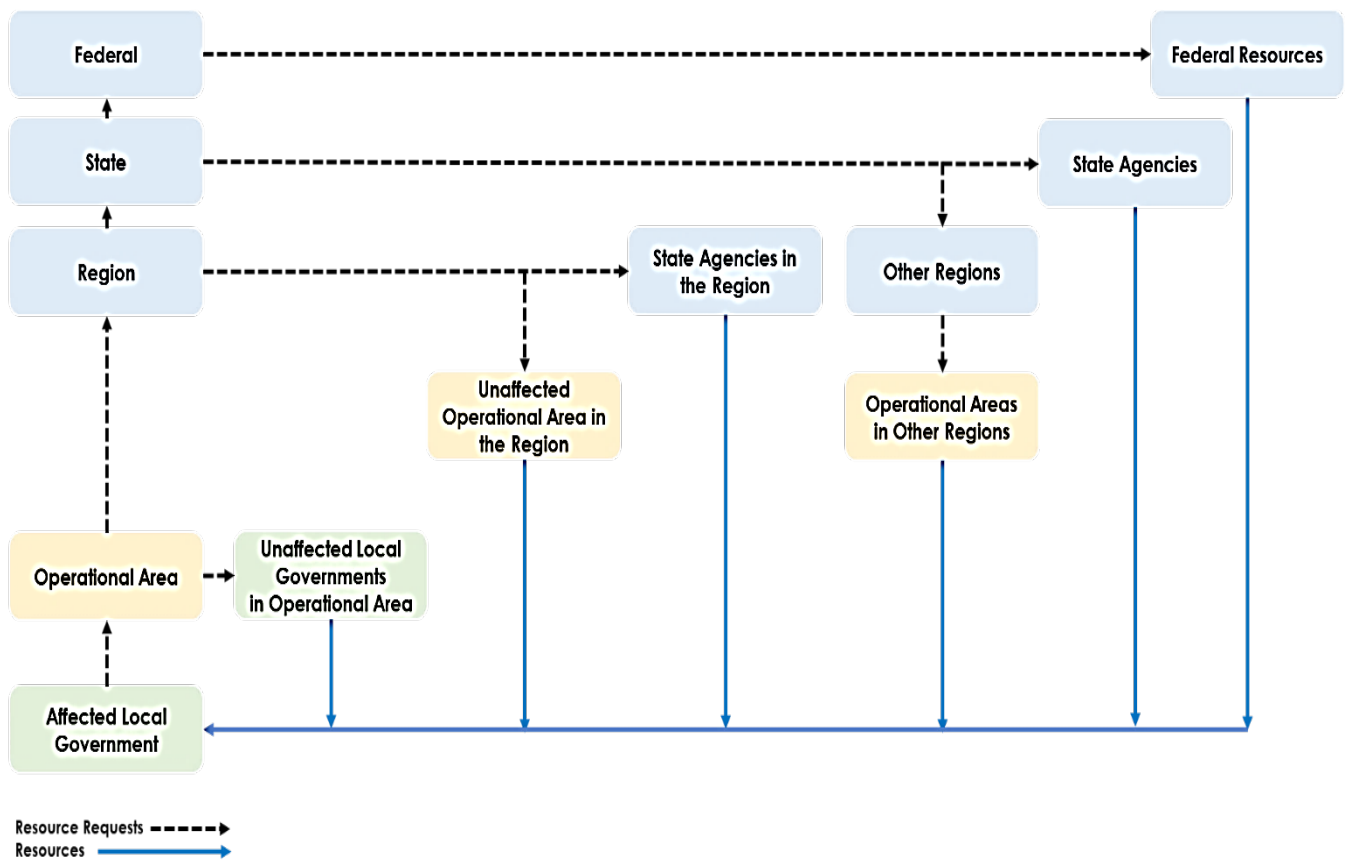 Federal
Federal Resources
State
State Agencies
Region
State Agencies in
the Region
Other Regions
Unaffected
Operational Area in
the Region
Operational Areas
in Other Regions
Operational Area
Unaffected Local
Governments
in Operational Area
Affected Local
Government
Resource Requests
Resources